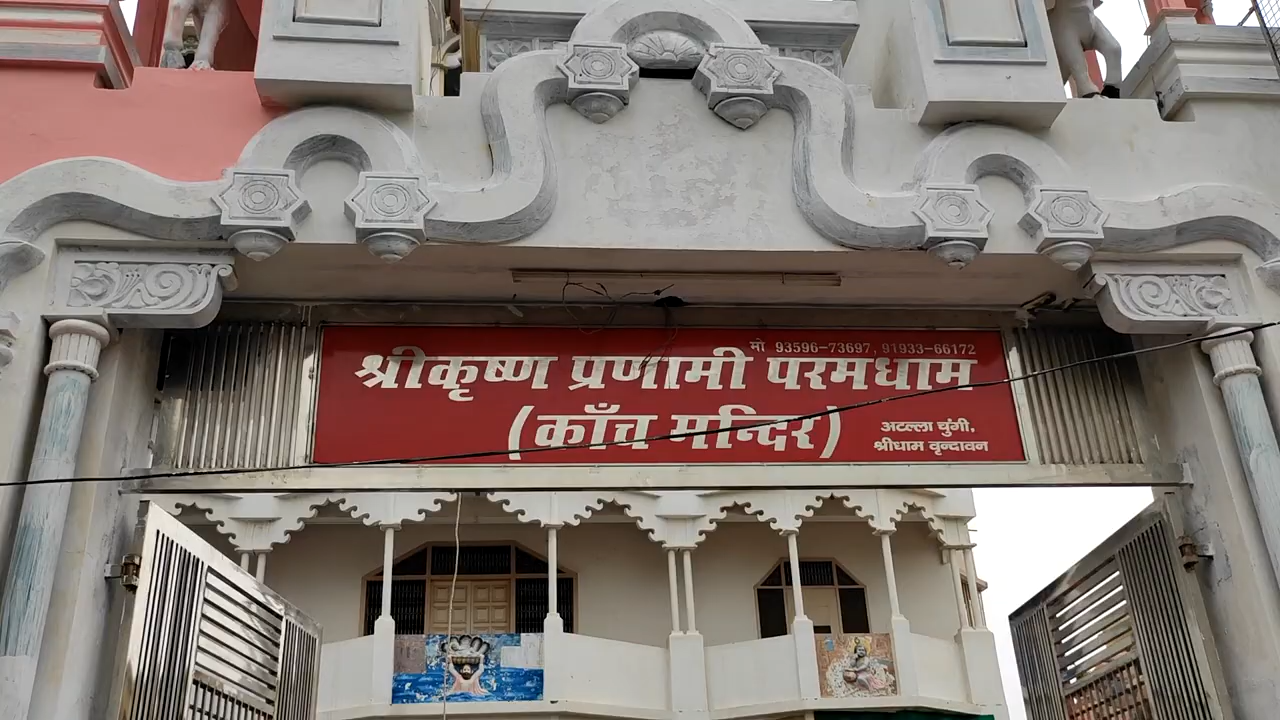 मो 93596-73697, 91933-66172
श्रीकृष्ण प्रणामी परमधाम
(काँच मन्दिर)
अटल्ला चुंगी,
श्रीधाम वृन्दावन